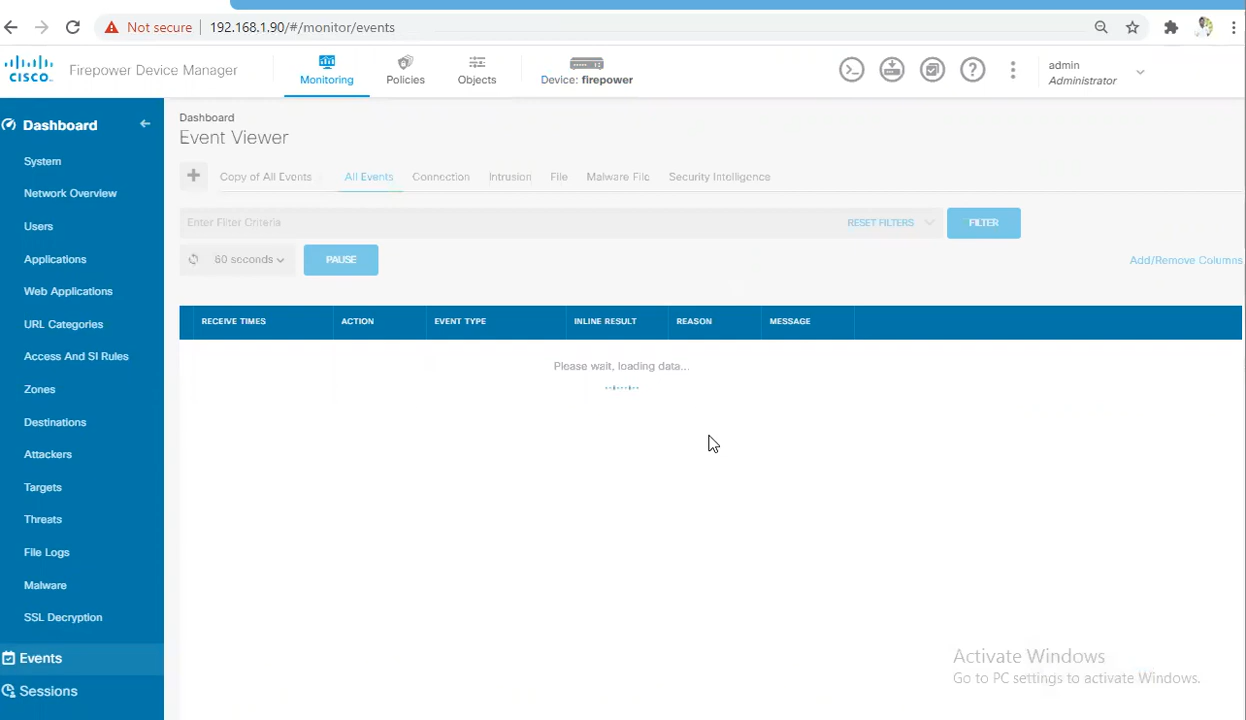 Not secure 192.168.1.90/#/monitor/events
CISCO Firepower Device Manager Monitoring Policies Objects Device: firepower admin Administrator
Dashboard
System
Network Overview
Users
Applications
Web Applications
URL Categories
Access And SI Rules
Zones
Destinations
Attackers
Targets
Threats
File Logs
Malware
SSL Decryption
Events
Sessions
Dashboard
Event Viewer
Copy of All Events All Events Connection Intrusion File Malware File Security Intelligence
Enter Filter Criteria RESET FILTERS FILTER
60 seconds PAUSE Add/Remove Columns
RECEIVE TIMES ACTION EVENT TYPE INLINE RESULT REASON MESSAGE
Please wait, loading data...
Activate Windows
Go to PC settings to activate Windows.